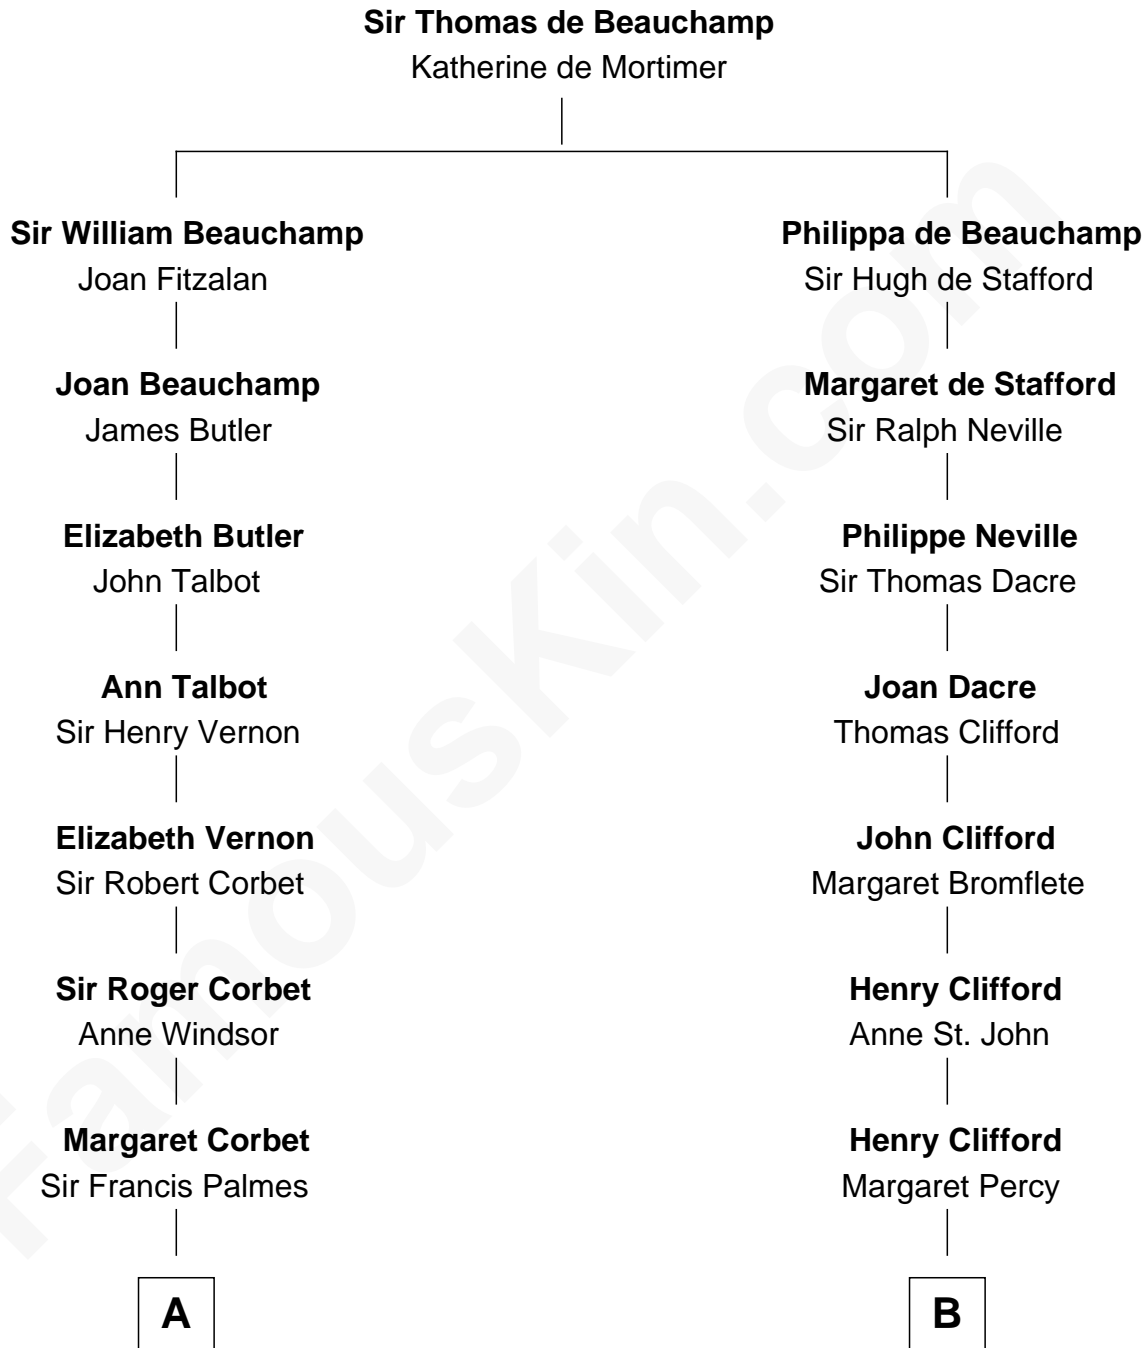 Sir Thomas de Beauchamp
Katherine de Mortimer
Sir William Beauchamp
Joan Fitzalan
Joan Beauchamp
James Butler
Elizabeth Butler
John Talbot
Ann Talbot
Sir Henry Vernon
Elizabeth Vernon
Sir Robert Corbet
Sir Roger Corbet
Anne Windsor
Margaret Corbet
Sir Francis Palmes
A
Philippa de Beauchamp
Sir Hugh de Stafford
Margaret de Stafford
Sir Ralph Neville
Philippe Neville
Sir Thomas Dacre
Joan Dacre
Thomas Clifford
John Clifford
Margaret Bromflete
Henry Clifford
Anne St. John
Henry Clifford
Margaret Percy
B
FamousKin.com